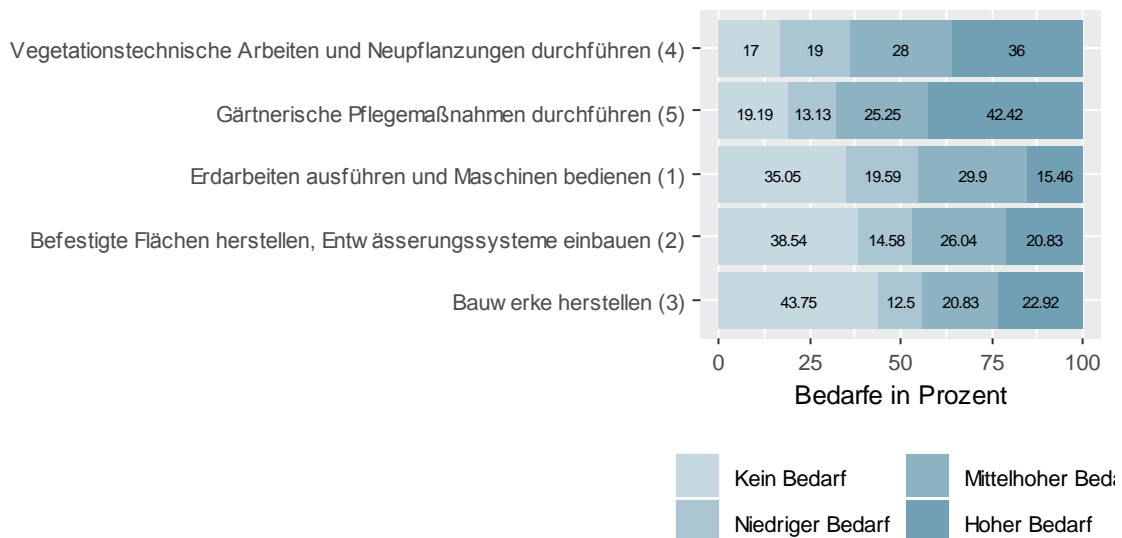 Vegetationstechnische Arbeiten und Neupflanzungen durchführen (4) 17 19 28 36
Gärtnerische Pflegemaßnahmen durchführen (5) 19.19 13.13 25.25 42.42
Erdarbeiten ausführen und Maschinen bedienen (1) 35.05 19.59 29.9 15.46
Befestigte Flächen herstellen, Entw ässerungssysteme einbauen (2) 38.54 14.58 26.04 20.83
Bauw erke herstellen (3) 43.75 12.5 20.83 22.92
0 25 50 75 100
Bedarfe in Prozent
Kein Bedarf Mittelhoher Beda
Niedriger Bedarf Hoher Bedarf